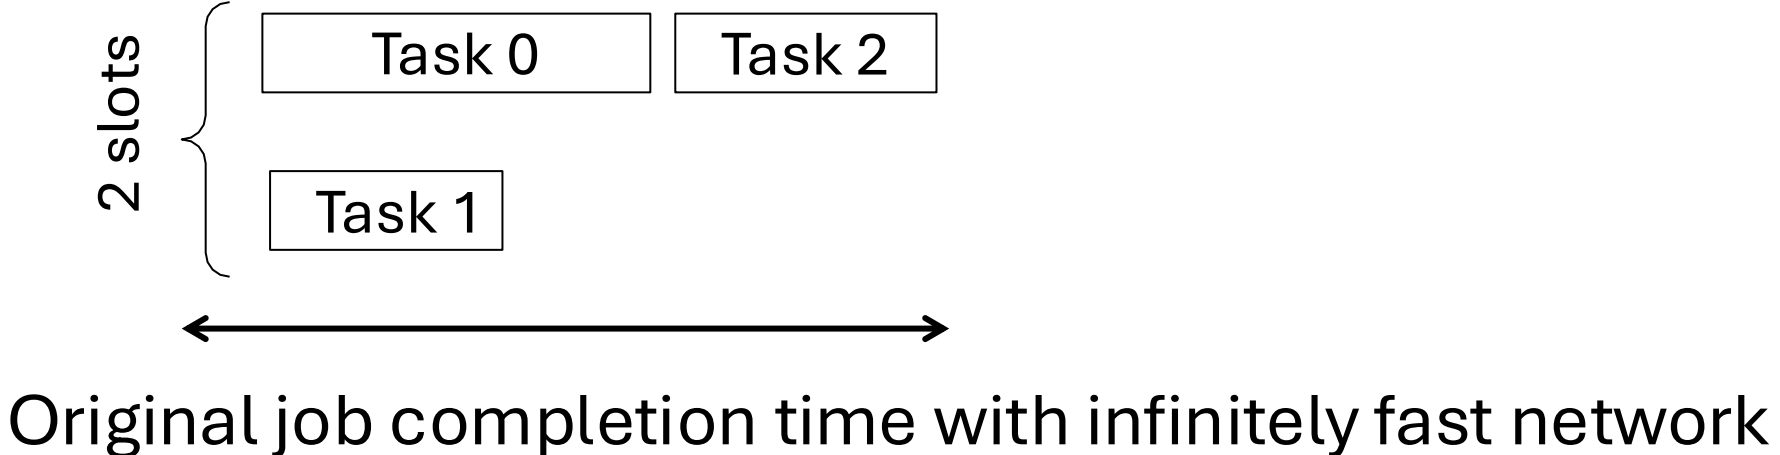 2 slots
Task 0
Task 2
Task 1
Original job completion time with infinitely fast network